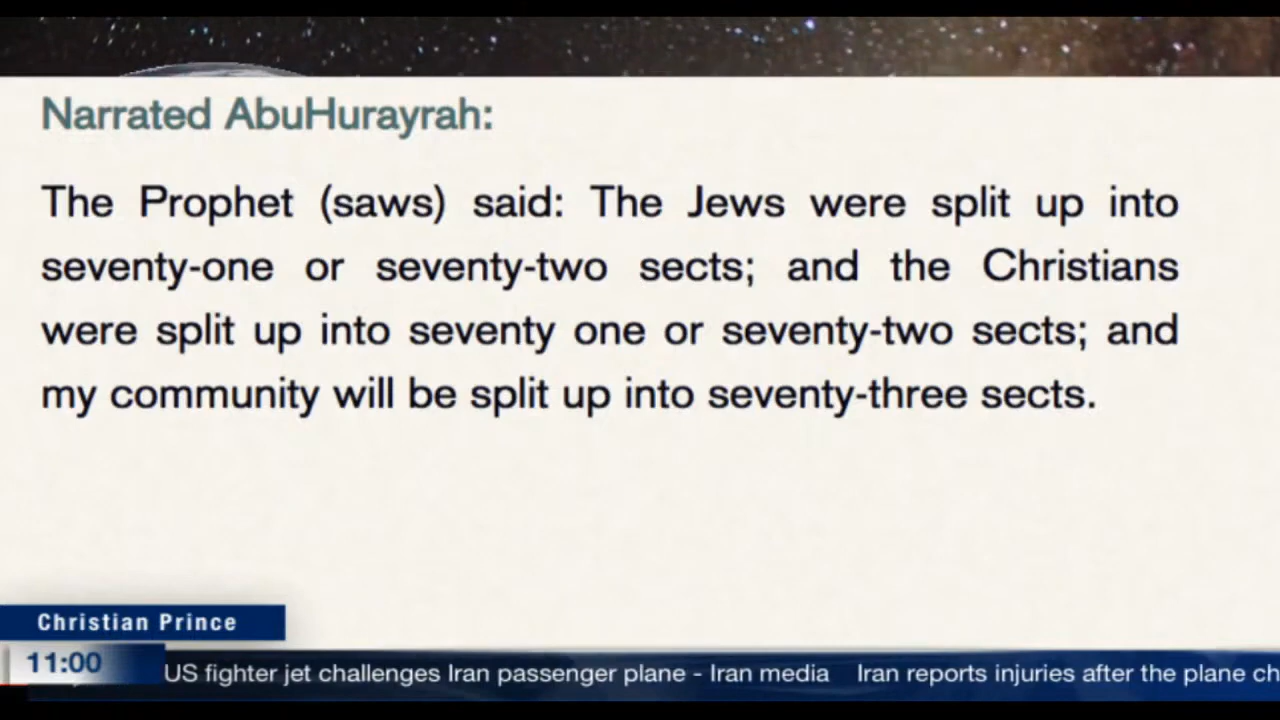 Narrated AbuHurayrah:
The Prophet (saws) said: The Jews were split up into
seventy-one or seventy-two sects; and the Christians
were split up into seventy one or seventy-two sects; and
my community will be split up into seventy-three sects.
Christian Prince
11:00
US fighter jet challenges Iran passenger plane - Iran media Iran reports injuries after the plane ch